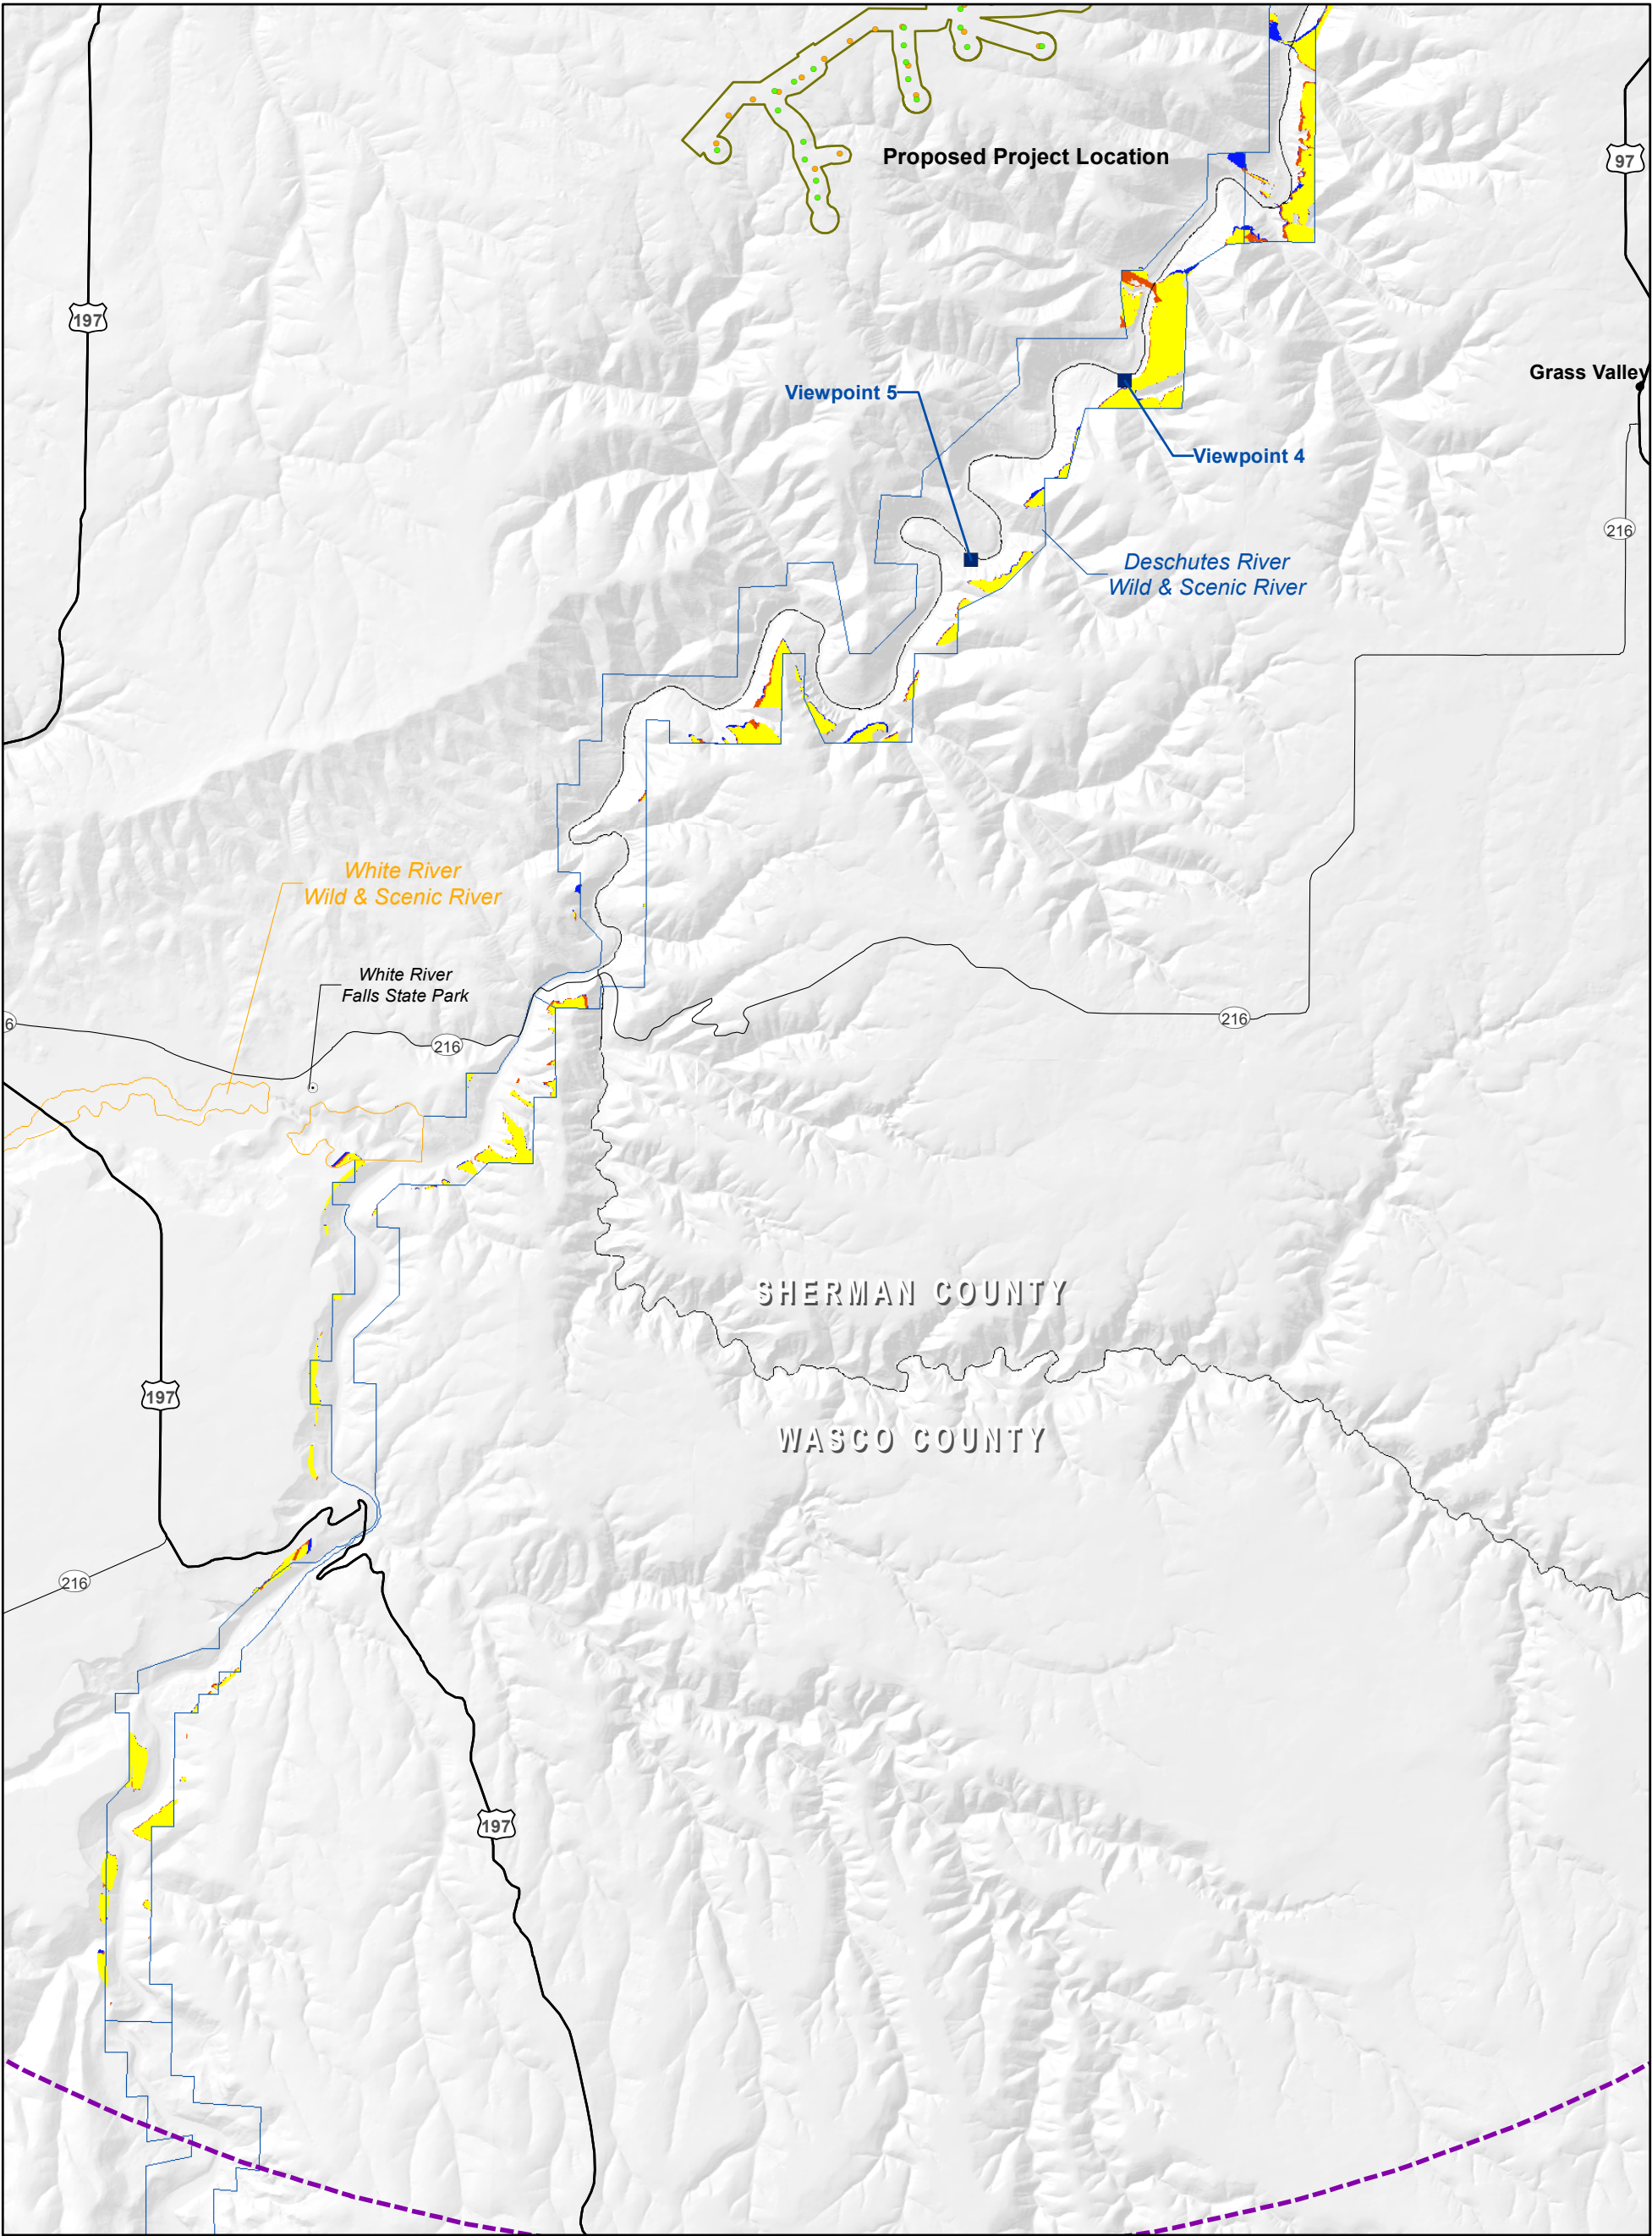 Proposed Project Location
97
197
Grass Valley
Viewpoint 5
Viewpoint 4
216
Deschutes River
Wild & Scenic River
White River
Wild & Scenic River
White River
Falls State Park
6
216
216
SHERMAN COUNTY
197
WASCO COUNTY
216
197